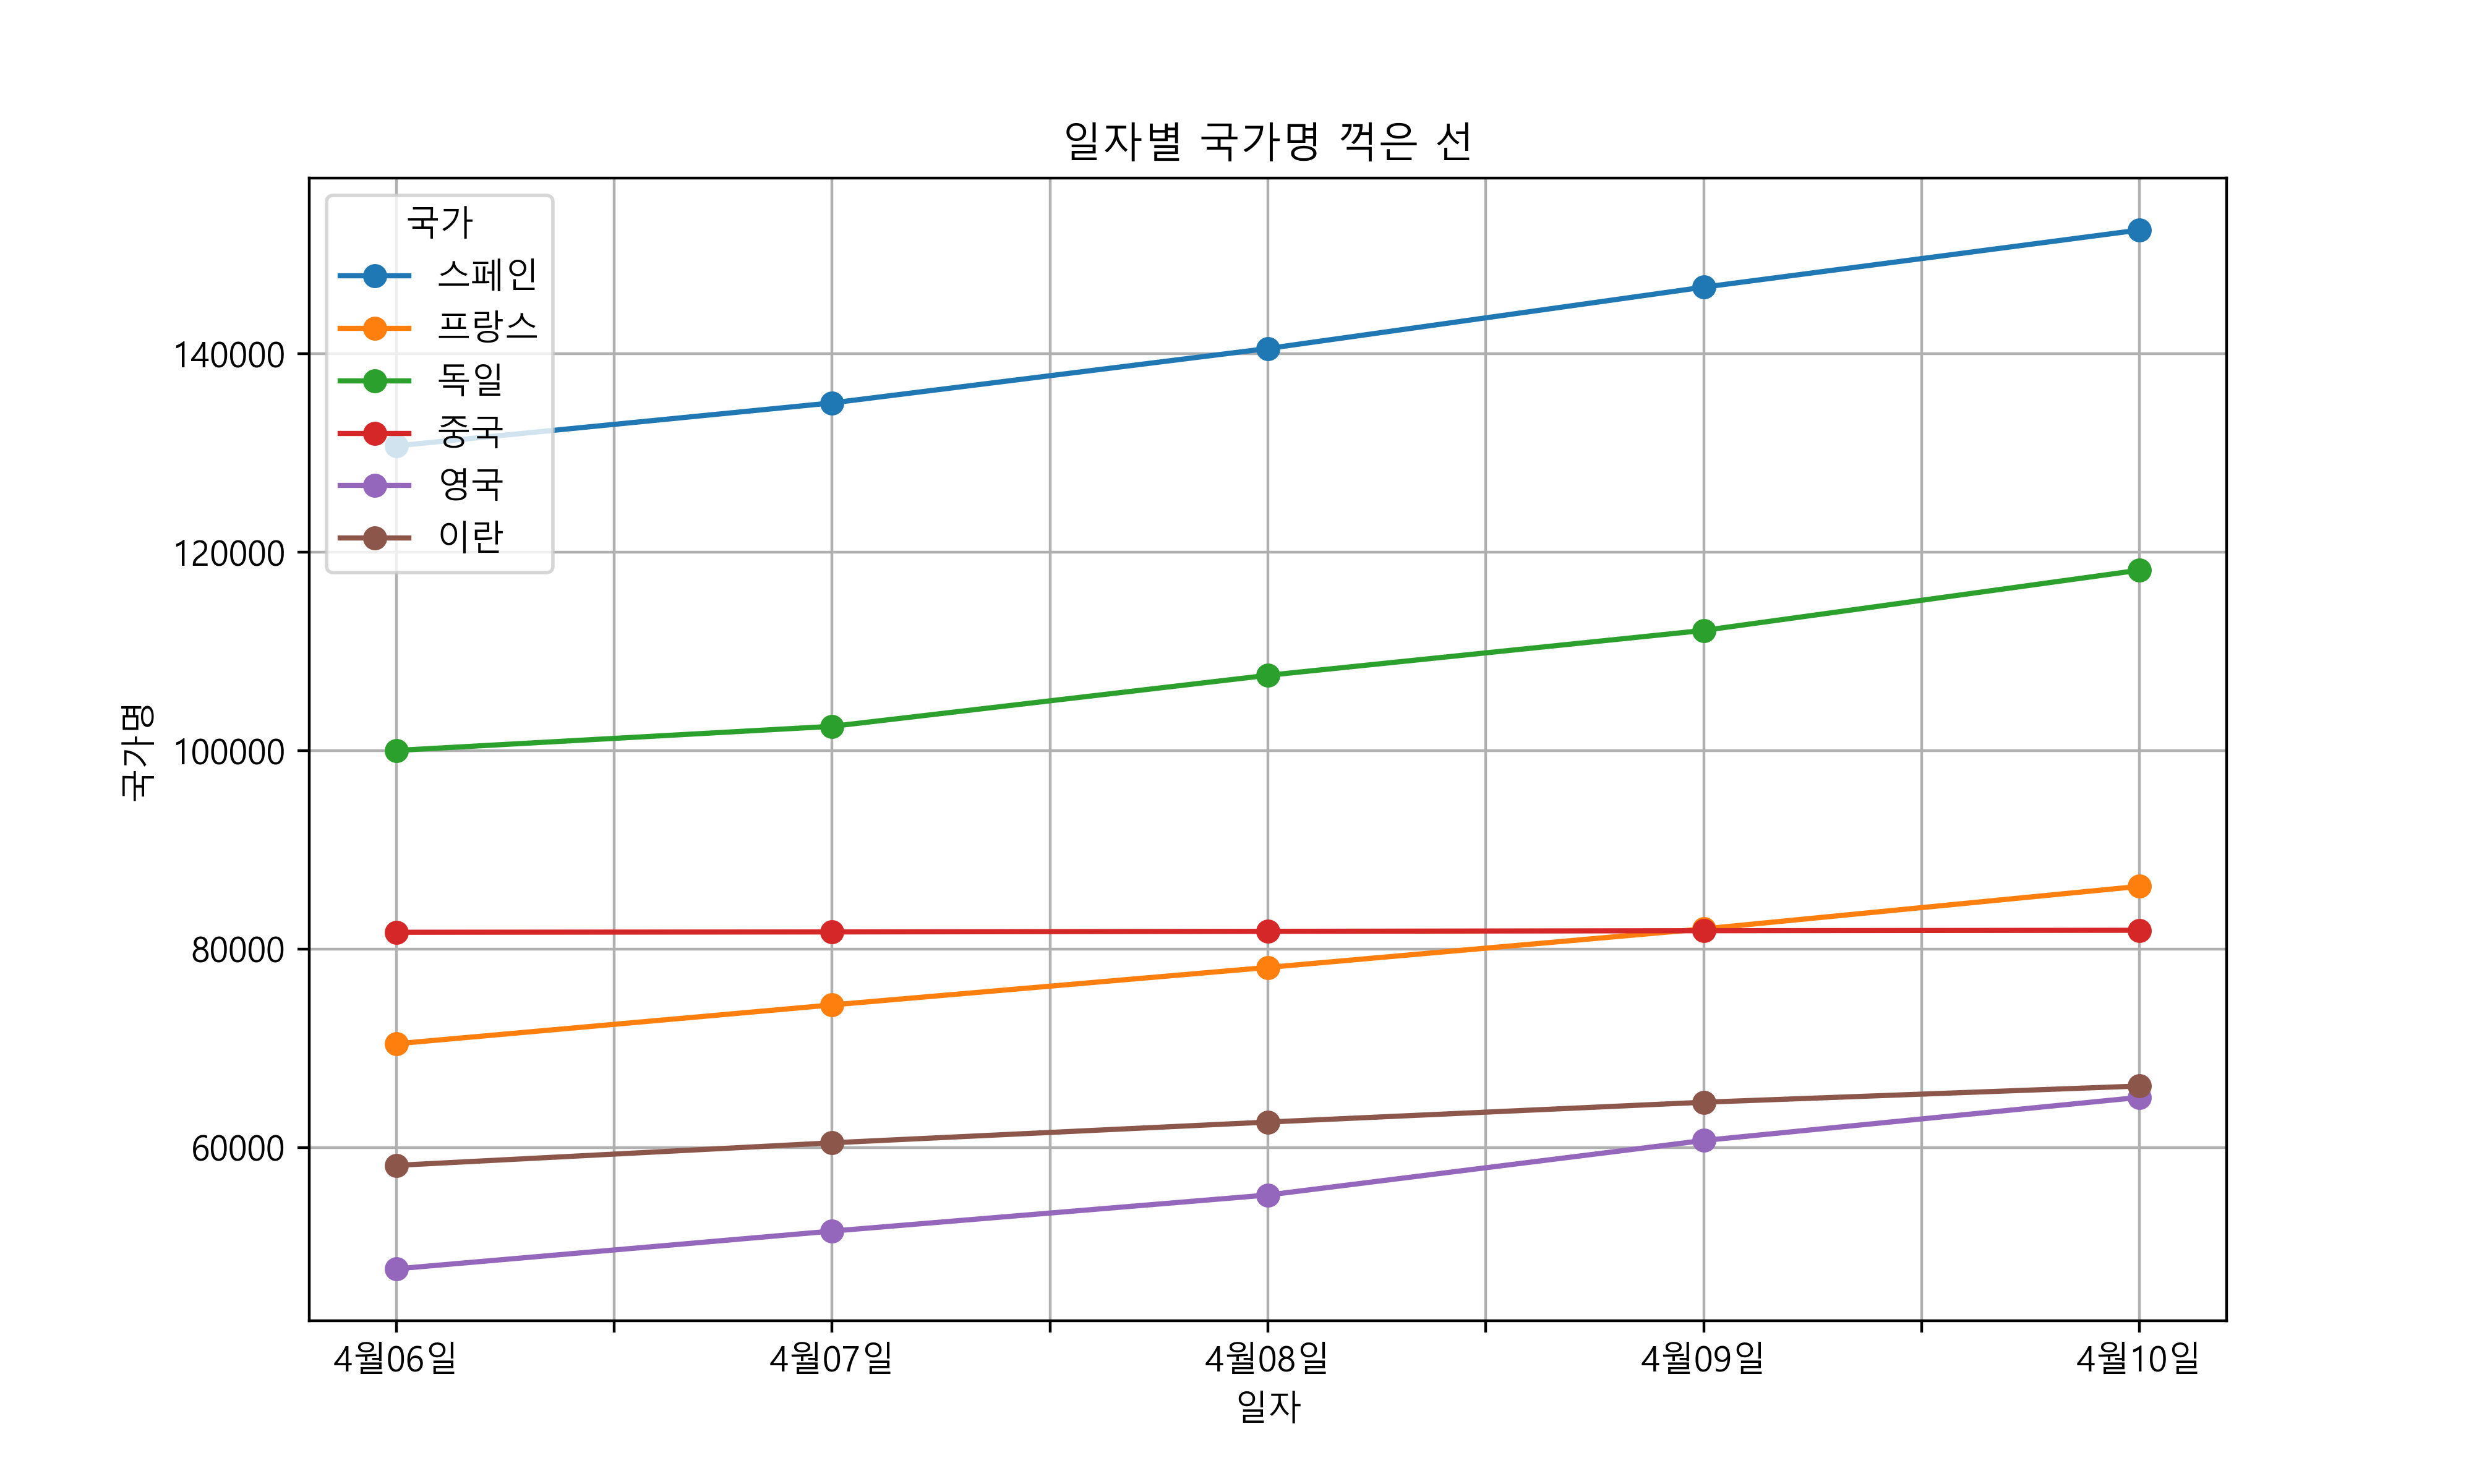 일자별 국가명 꺽은 선
국가
스페인
프랑스
독일
중국
영국
이란
국가명
140000
120000
100000
80000
60000
4월06일
4월07일
4월08일
4월09일
4월10일
일자